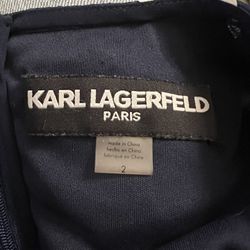 KARL LAGERFELD
PARIS
made in China
hecho en China
fabriqué en Chine
2